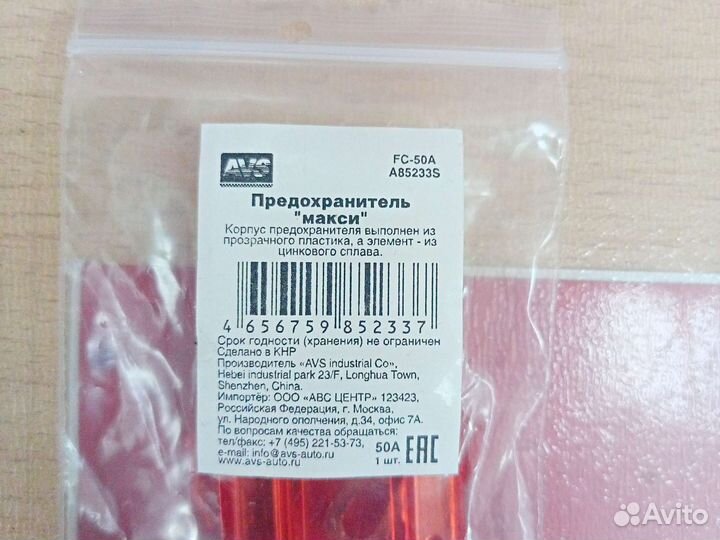 AVS
FC-50A
A85233S
Предохранитель
"макси"
Корпус предохранителя выполнен из
прозрачного пластика, а элемент - из
цинкового сплава.
4 656759 852337
Срок годности (хранения) не ограничен
Сделано в КНР
Производитель «AVS industrial Co»,
Hebei industrial park 23/F, Longhua Town,
Shenzhen, China.
Импортёр: ООО «АВС ЦЕНТР» 123423,
Российская Федерация, г. Москва,
ул. Народного ополчения, д.34, офис 7А.
По вопросам качества обращаться:
тел/факс: +7 (495) 221-53-73,
e-mail: info@avs-auto.ru
www.avs-auto.ru
50А
1 шт.
EAC
Avito